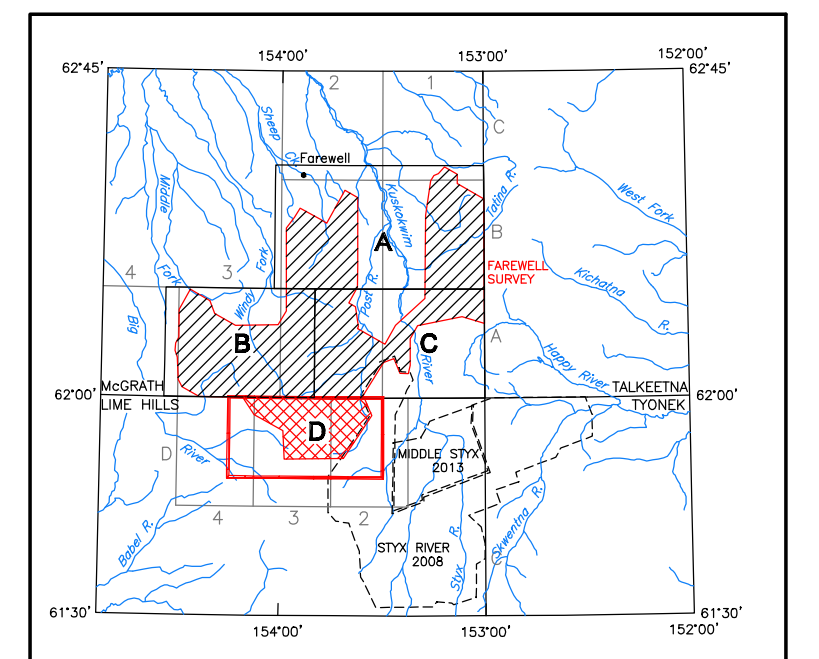 154°00' 153°00' 152°00'
62°45' 62°45'
2 1
Sheep Ck.
C
Farewell
Middle Fork
Kuskokwim River
Tatina R.
West Fork
A
B
4 3
Windy Fork
Post R.
FAREWELL
SURVEY
Kichatna R.
Big River
B C
A
Happy River
McGRATH TALKEETNA
62°00' 62°00'
LIME HILLS TYONEK
D
D
MIDDLE STYX
2013
4 3 2
Babel R.
STYX RIVER
2008
Styx R.
Skwentna R.
C
61°30' 61°30'
154°00' 153°00' 152°00'